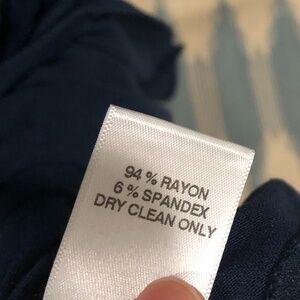 94 % RAYON
6 % SPANDEX
DRY CLEAN ONLY